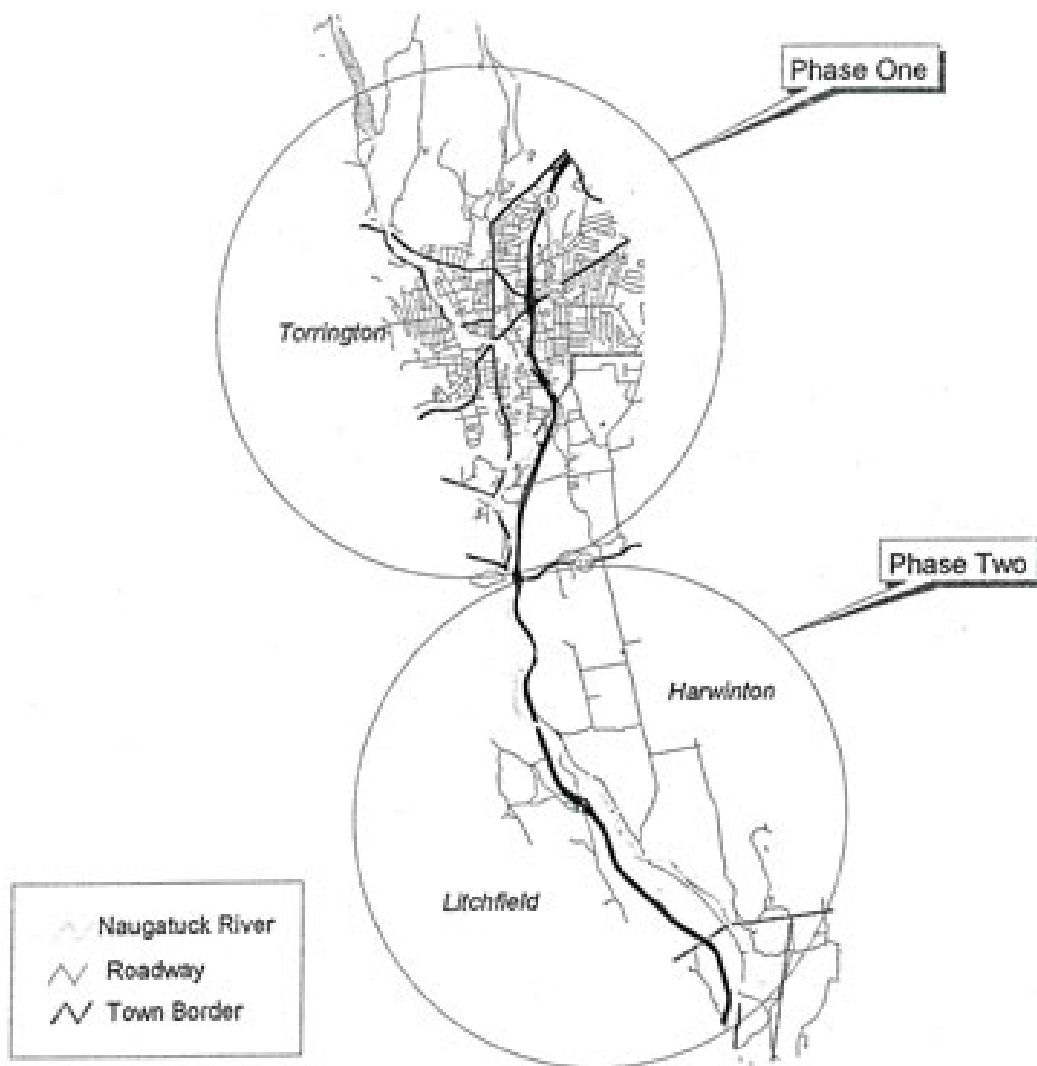 Phase One
Torrington
Phase Two
Harwinton
Litchfield
Naugatuck River
Roadway
Town Border